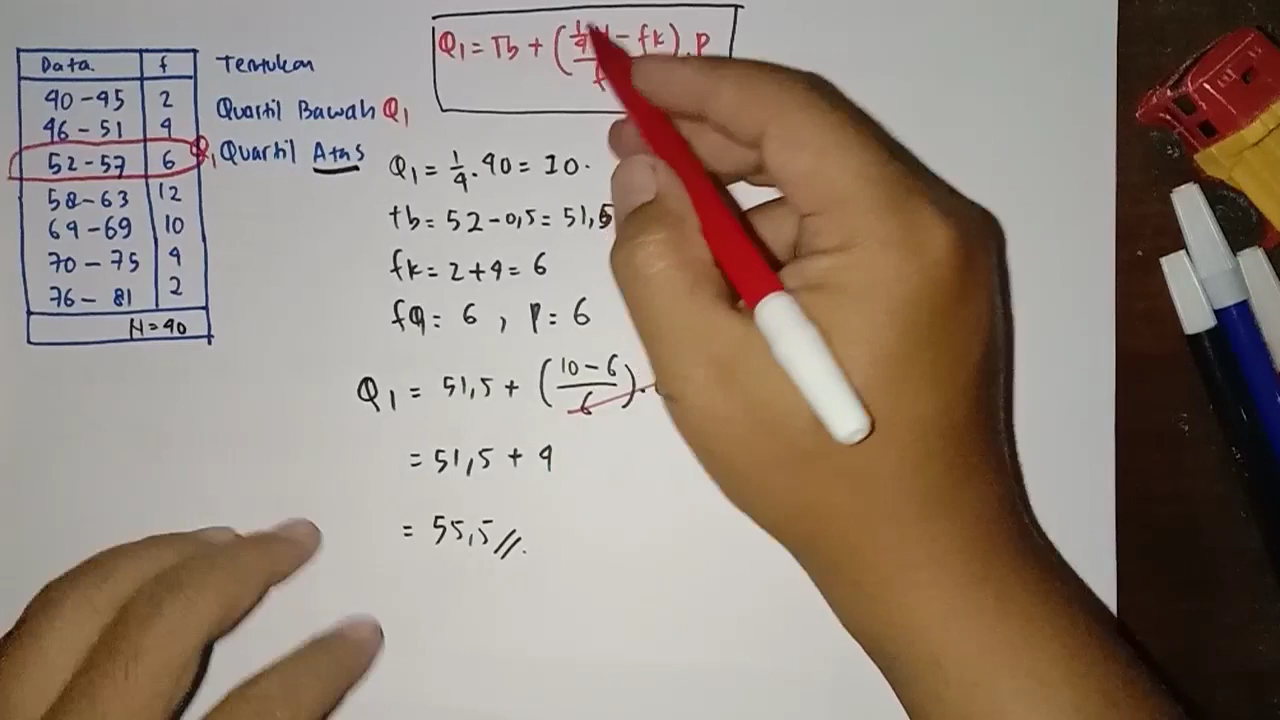 Data f
40 – 45 2
46 – 51 4
52 – 57 6
58 – 63 12
64 – 69 10
70 – 75 4
76 – 81 2
N = 40
Tentukan
Quartil Bawah Q1
Q1 Quartil Atas
Q1 = Tb + (1/4 – fk / f) . P
Q1 = 1/4 . 40 = 10.
tb = 52 – 0,5 = 51,5
fk = 2 + 4 = 6
fQ = 6 , P = 6
Q1 = 51,5 + (10 – 6 / 6) .
= 51,5 + 4
= 55,5 //.